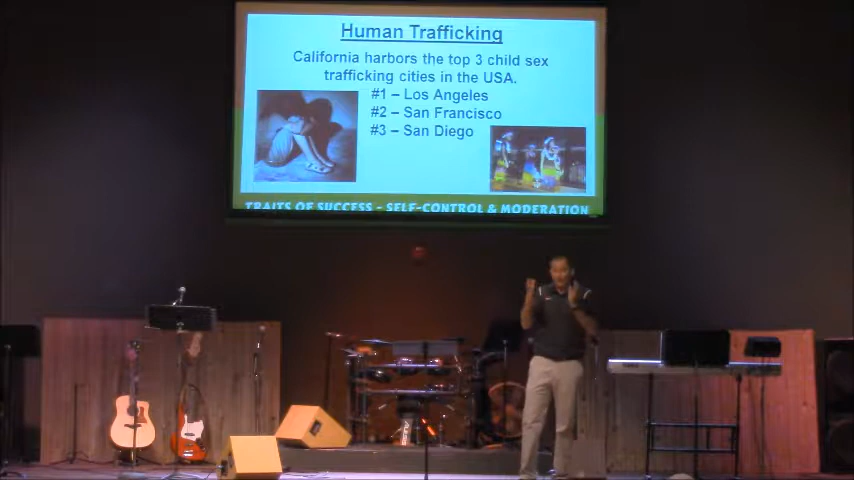 Human Trafficking
California harbors the top 3 child sex
trafficking cities in the USA.
#1 – Los Angeles
#2 – San Francisco
#3 – San Diego
TRAITS OF SUCCESS - SELF-CONTROL & MODERATION